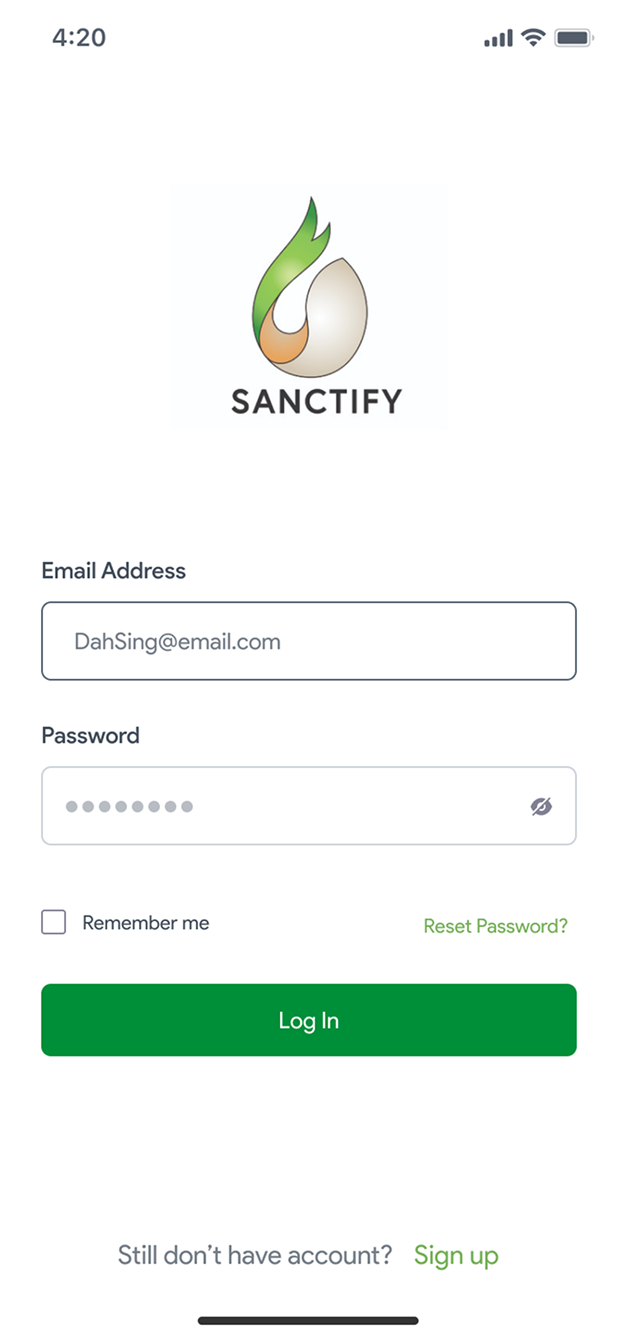 4:20
SANCTIFY
Email Address
DahSing@email.com
Password
Remember me
Reset Password?
Log In
Still don’t have account? Sign up